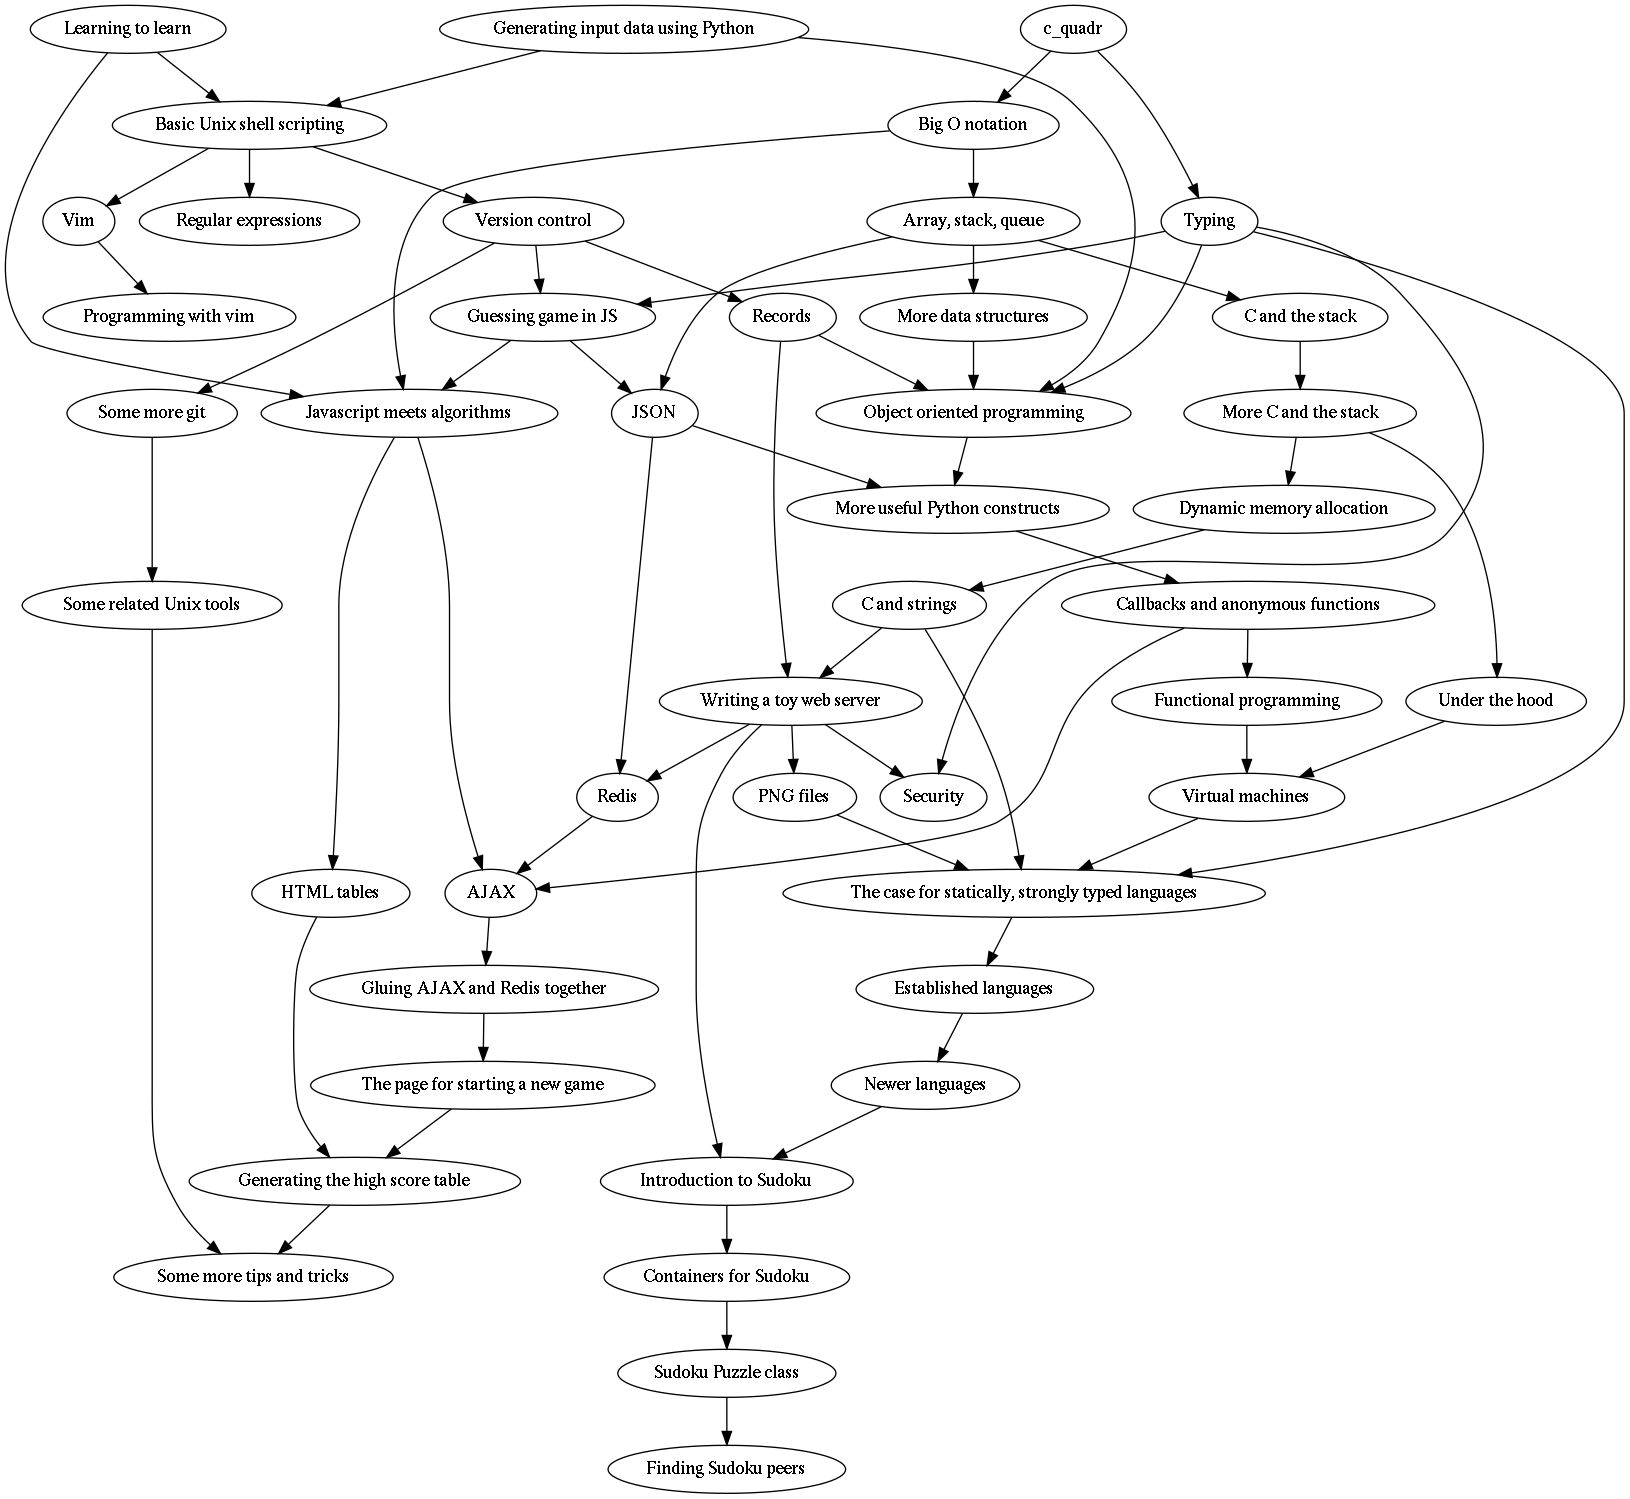 Learning to learn
Generating input data using Python
c_quadr
Basic Unix shell scripting
Big O notation
Vim
Regular expressions
Version control
Array, stack, queue
Typing
Programming with vim
Guessing game in JS
Records
More data structures
C and the stack
Some more git
Javascript meets algorithms
JSON
Object oriented programming
More C and the stack
More useful Python constructs
Dynamic memory allocation
Some related Unix tools
C and strings
Callbacks and anonymous functions
Writing a toy web server
Functional programming
Under the hood
Redis
PNG files
Security
Virtual machines
HTML tables
AJAX
The case for statically, strongly typed languages
Gluing AJAX and Redis together
Established languages
The page for starting a new game
Newer languages
Generating the high score table
Introduction to Sudoku
Some more tips and tricks
Containers for Sudoku
Sudoku Puzzle class
Finding Sudoku peers